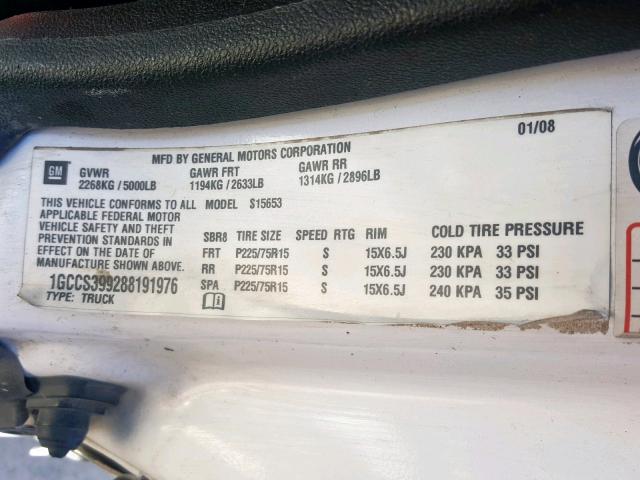 01/08
MFD BY GENERAL MOTORS CORPORATION
GM
GVWR GAWR FRT GAWR RR
2268KG / 5000LB 1194KG / 2633LB 1314KG / 2896LB
THIS VEHICLE CONFORMS TO ALL MODEL S15653
APPLICABLE FEDERAL MOTOR
VEHICLE SAFETY AND THEFT
PREVENTION STANDARDS IN
EFFECT ON THE DATE OF
MANUFACTURE SHOWN ABOVE.
1GCCS399288191976
TYPE: TRUCK
SBR8 TIRE SIZE SPEED RTG RIM COLD TIRE PRESSURE
FRT P225/75R15 S 15X6.5J 230 KPA 33 PSI
RR P225/75R15 S 15X6.5J 230 KPA 33 PSI
SPA P225/75R15 S 15X6.5J 240 KPA 35 PSI